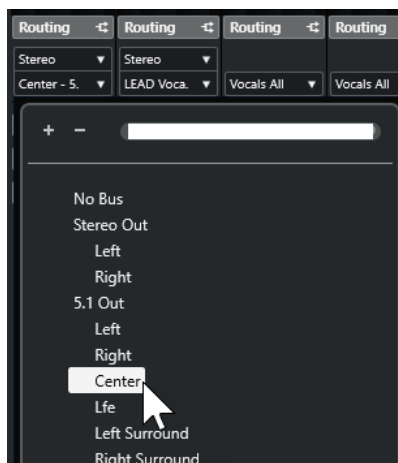 Routing Routing Routing Routing
Stereo Stereo
Center - 5. LEAD Voca. Vocals All Vocals All
+ −
No Bus
Stereo Out
Left
Right
5.1 Out
Left
Right
Center
Lfe
Left Surround
Right Surround